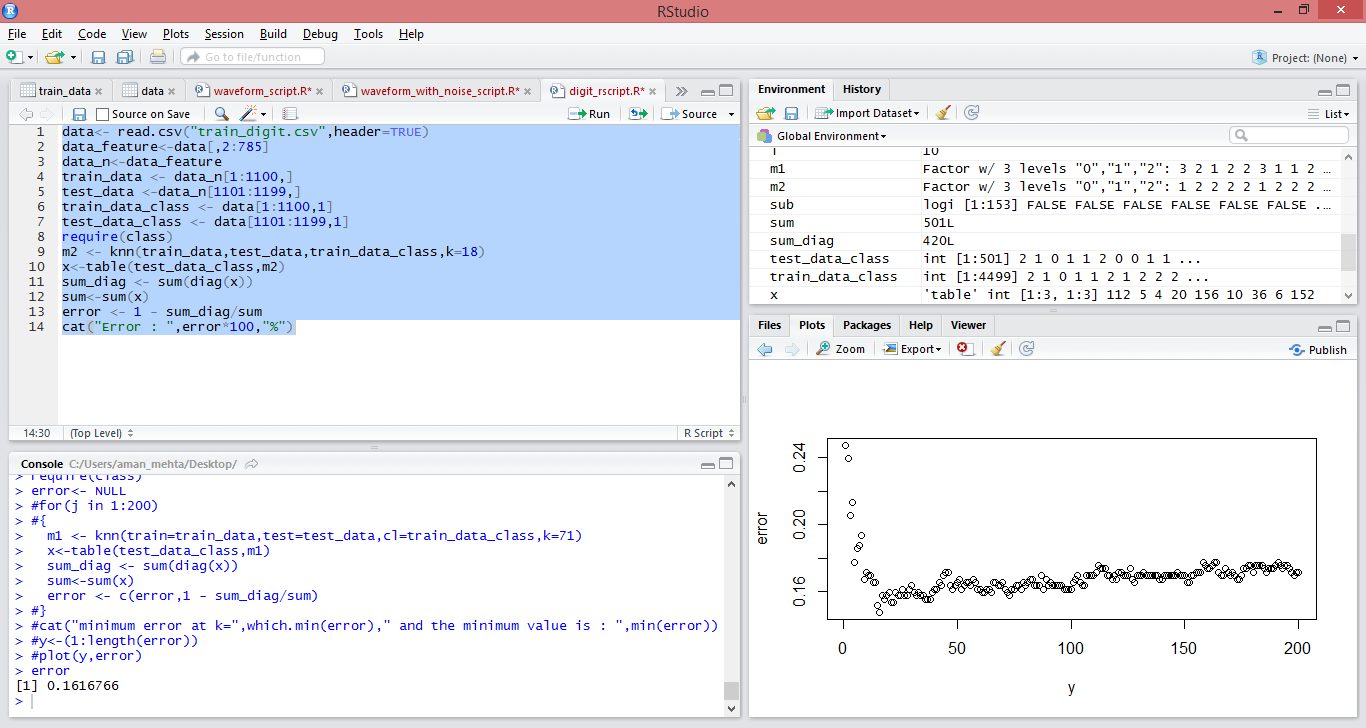 RStudio
File Edit Code View Plots Session Build Debug Tools Help
Go to file/function
Project: (None)
train_data data waveform_script.R* waveform_with_noise_script.R* digit_rscript.R*
Source on Save Run Source
1 data<- read.csv("train_digit.csv",header=TRUE)
2 data_feature<-data[,2:785]
3 data_n<-data_feature
4 train_data <- data_n[1:1100,]
5 test_data <-data_n[1101:1199,]
6 train_data_class <- data[1:1100,1]
7 test_data_class <- data[1101:1199,1]
8 require(class)
9 m2 <- knn(train_data,test_data,train_data_class,k=18)
10 x<-table(test_data_class,m2)
11 sum_diag <- sum(diag(x))
12 sum<-sum(x)
13 error <- 1 - sum_diag/sum
14 cat("Error : ",error*100,"%")
14:30 (Top Level) R Script
Console C:/Users/aman_mehta/Desktop/
> require(class)
> error<- NULL
> #for(j in 1:200)
> #{
>   m1 <- knn(train=train_data,test=test_data,cl=train_data_class,k=71)
>   x<-table(test_data_class,m1)
>   sum_diag <- sum(diag(x))
>   sum<-sum(x)
>   error <- c(error,1 - sum_diag/sum)
> #}
> #cat("minimum error at k=",which.min(error)," and the minimum value is : ",min(error))
> #y<-(1:length(error))
> #plot(y,error)
> error
[1] 0.1616766
>
Environment History
Import Dataset List
Global Environment
10
m1 Factor w/ 3 levels "0","1","2": 3 2 1 2 2 3 1 1 2 …
m2 Factor w/ 3 levels "0","1","2": 1 2 2 2 2 1 2 2 2 …
sub logi [1:153] FALSE FALSE FALSE FALSE FALSE FALSE ...
sum 501L
sum_diag 420L
test_data_class int [1:501] 2 1 0 1 1 2 0 0 1 1 ...
train_data_class int [1:4499] 2 1 0 1 1 2 1 2 2 2 ...
x 'table' int [1:3, 1:3] 112 5 4 20 156 10 36 6 152
Files Plots Packages Help Viewer
Zoom Export Publish
error
0.24
0.20
0.16
0 50 100 150 200
y